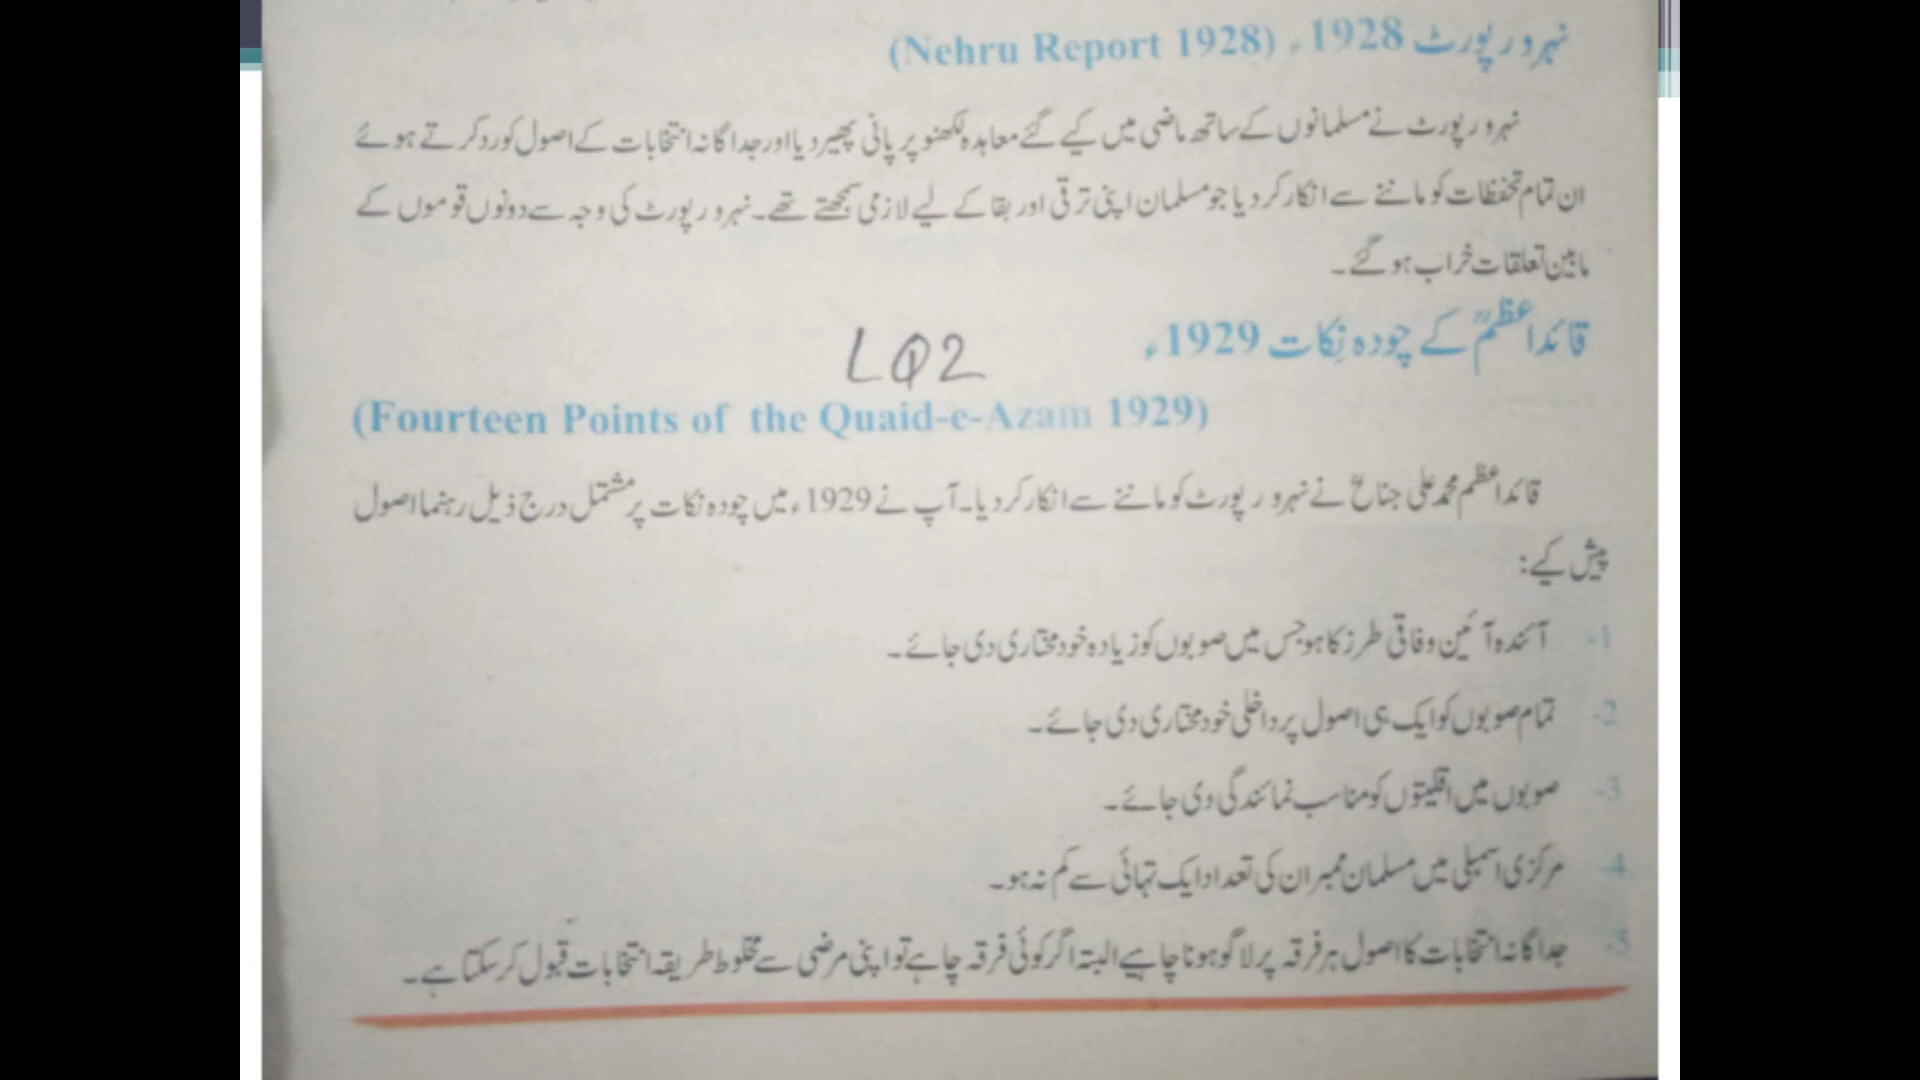 نہرو رپورٹ 1928ء (Nehru Report 1928)
نہرو رپورٹ نے مسلمانوں کے ساتھ ماضی میں کیے گئے معاہدہ لکھنو پر پانی پھیر دیا اور جداگانہ انتخابات کے اصول کو رد کرتے ہوئے
ان تمام تحفظات کو ماننے سے انکار کر دیا جو مسلمان اپنی ترقی اور بقا کے لیے لازمی سمجھتے تھے۔ نہرو رپورٹ کی وجہ سے دونوں قوموں کے
مابین تعلقات خراب ہو گئے۔
قائداعظمؒ کے چودہ نِکات 1929ء
LQ2
(Fourteen Points of the Quaid-e-Azam 1929)
قائداعظم محمد علی جناحؒ نے نہرو رپورٹ کو ماننے سے انکار کر دیا۔ آپ نے 1929ء میں چودہ نکات پر مشتمل درج ذیل رہنما اصول
پیش کیے:
1- آئندہ آئین وفاقی طرز کا ہو جس میں صوبوں کو زیادہ خود مختاری دی جائے۔
2- تمام صوبوں کو ایک ہی اصول پر داخلی خود مختاری دی جائے۔
3- صوبوں میں اقلیتوں کو مناسب نمائندگی دی جائے۔
4- مرکزی اسمبلی میں مسلمان ممبران کی تعداد ایک تہائی سے کم نہ ہو۔
5- جداگانہ انتخابات کا اصول ہر فرقہ پر لاگو ہونا چاہیے البتہ اگر کوئی فرقہ چاہے تو اپنی مرضی سے مخلوط طریقہ انتخابات قبول کر سکتا ہے۔